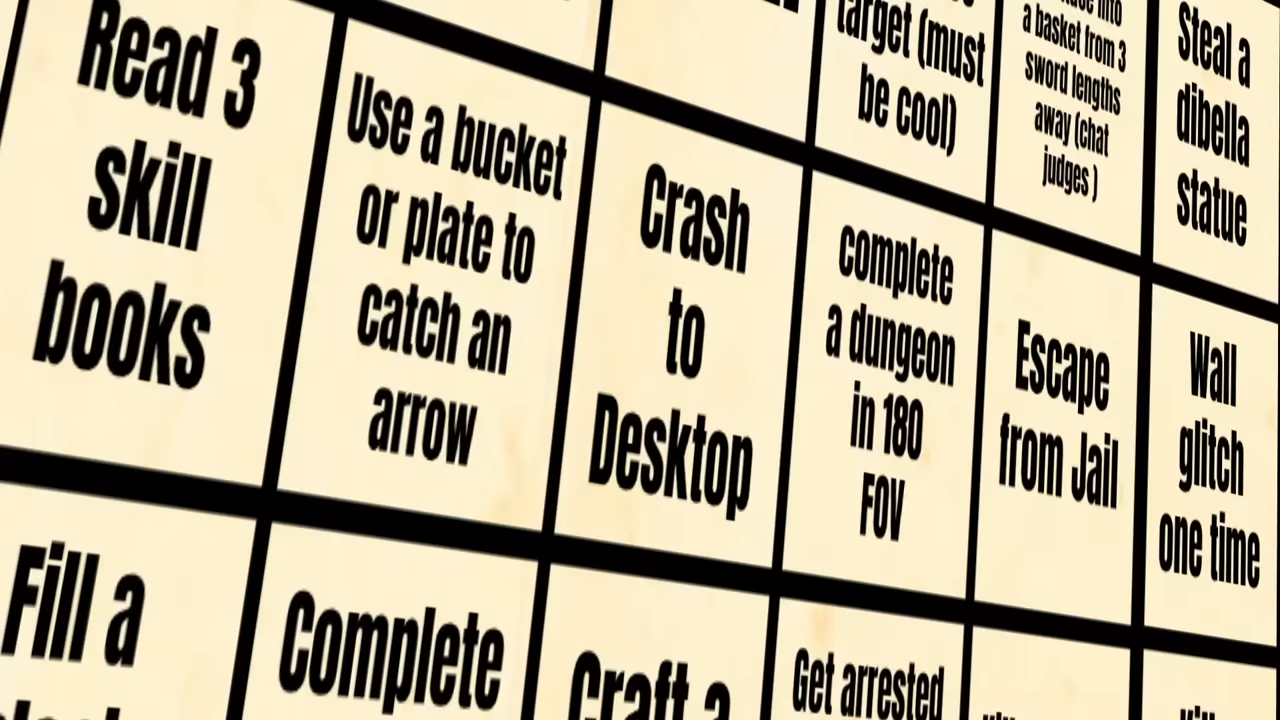 target (must
be cool)
a basket from 3
sword lengths
away (chat
judges )
Steal a
dibella
statue
Read 3
skill
books
Use a bucket
or plate to
catch an
arrow
Crash
to
Desktop
complete
a dungeon
in 180
FOV
Escape
from Jail
Wall
glitch
one time
Fill a
Complete
Craft a
Get arrested